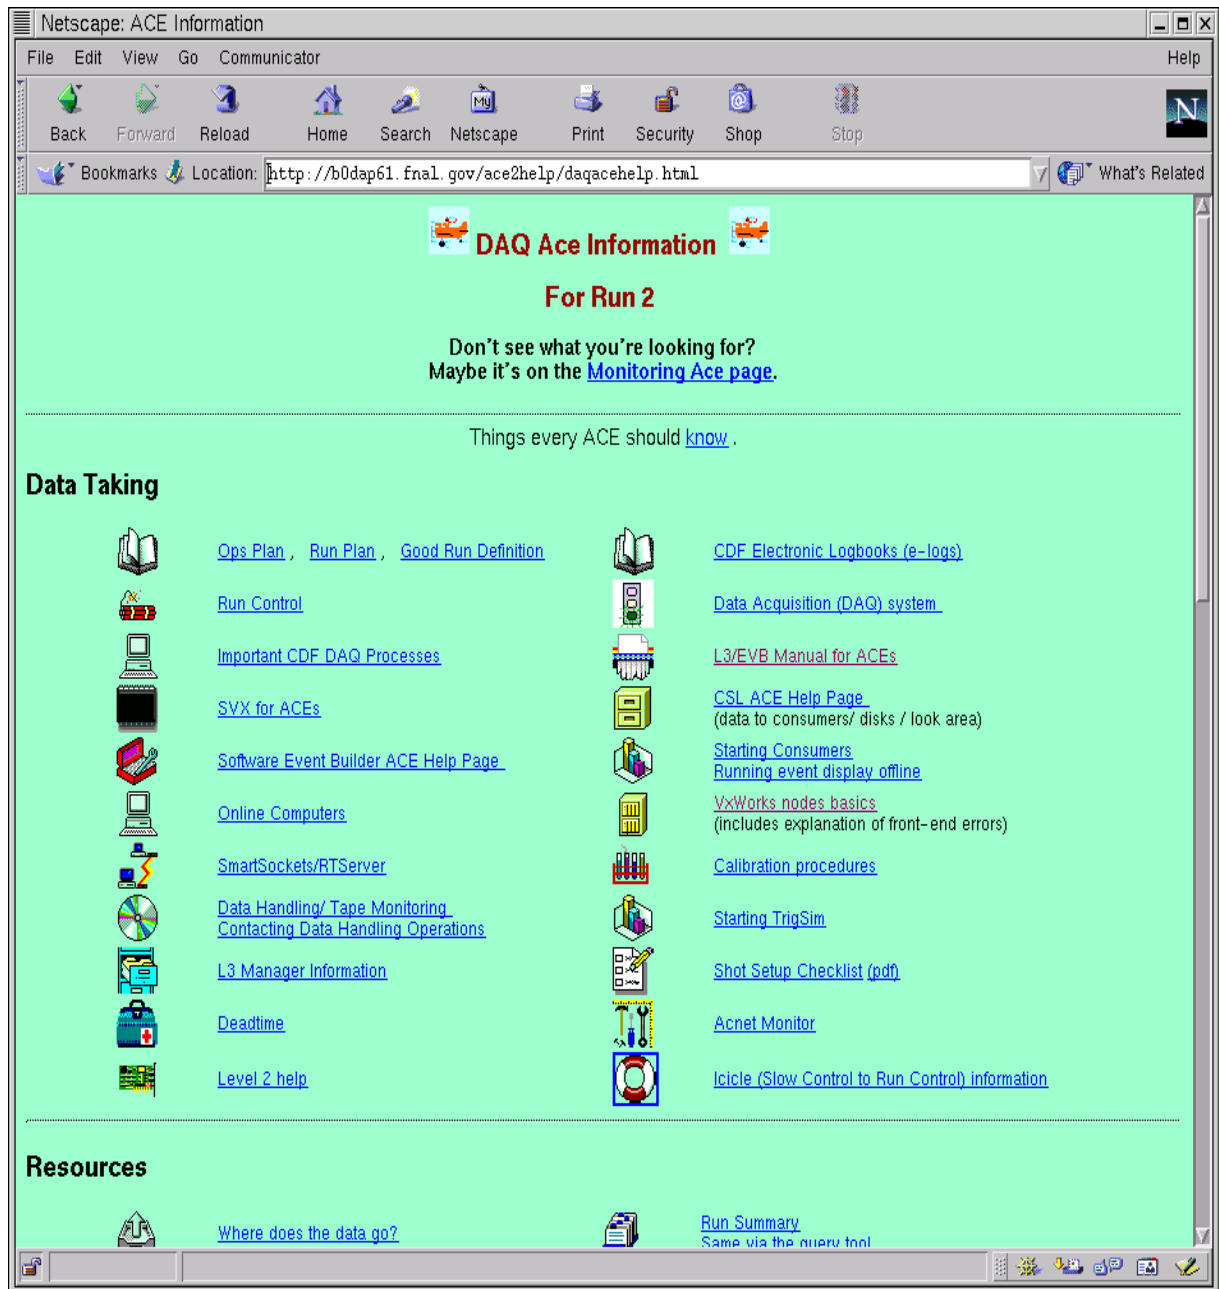 Netscape: ACE Information
File Edit View Go Communicator Help
Back Forward Reload Home Search Netscape Print Security Shop Stop
My
N
Bookmarks Location: http://b0dap61.fnal.gov/ace2help/daqacehelp.html What's Related
DAQ Ace Information
For Run 2
Don't see what you're looking for?
Maybe it's on the Monitoring Ace page.
Things every ACE should know .
Data Taking
Ops Plan , Run Plan , Good Run Definition
CDF Electronic Logbooks (e-logs)
Run Control
Data Acquisition (DAQ) system
Important CDF DAQ Processes
L3/EVB Manual for ACEs
SVX for ACEs
CSL ACE Help Page
(data to consumers/ disks / look area)
Software Event Builder ACE Help Page
Starting Consumers
Running event display offline
Online Computers
VxWorks nodes basics
(includes explanation of front-end errors)
SmartSockets/RTServer
Calibration procedures
Data Handling/ Tape Monitoring
Contacting Data Handling Operations
Starting TrigSim
L3 Manager Information
Shot Setup Checklist (pdf)
Deadtime
Acnet Monitor
Level 2 help
Icicle (Slow Control to Run Control) information
Resources
Where does the data go?
Run Summary
Same via the query tool